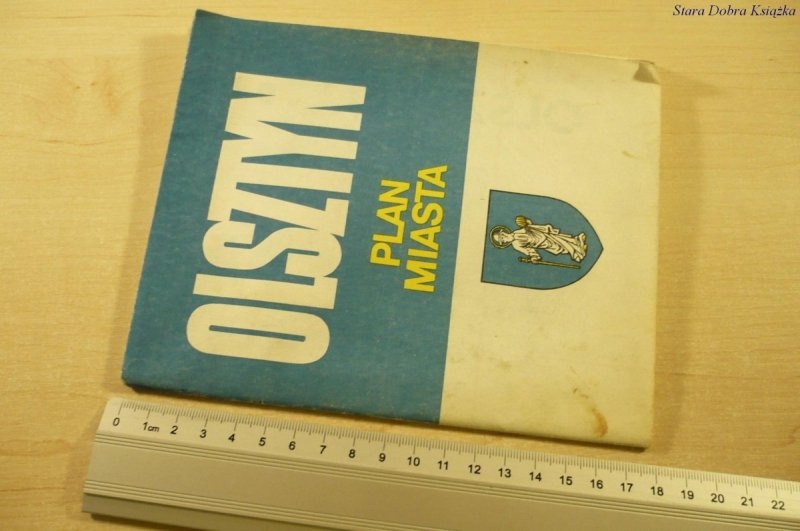 Stara Dobra Książka
OLSZTYN
PLAN
MIASTA
0 1cm 2 3 4 5 6 7 8 9 10 11 12 13 14 15 16 17 18 19 20 21 22